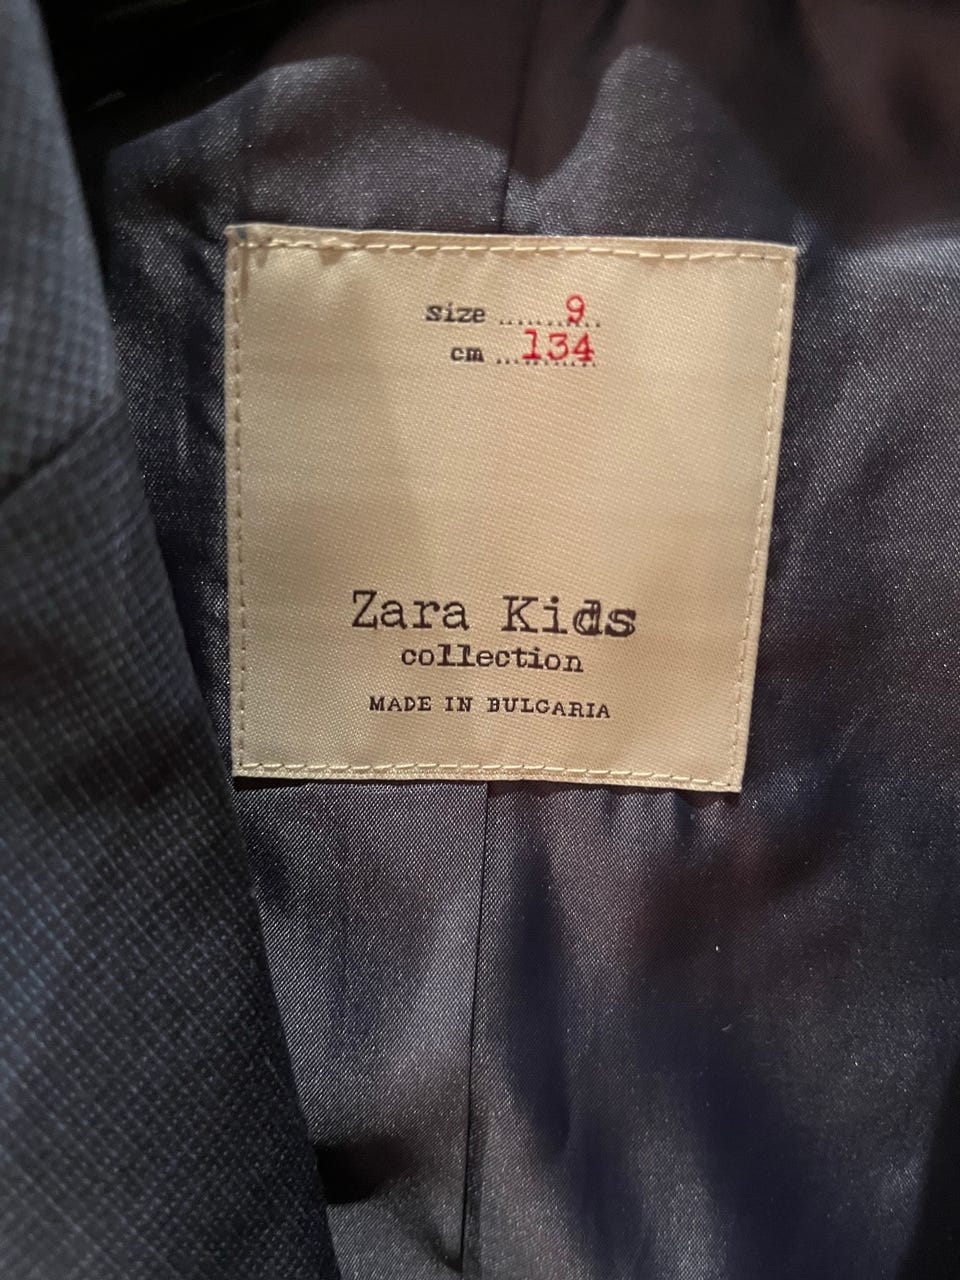 size ........9..
cm ...134
Zara Kids
collection
MADE IN BULGARIA